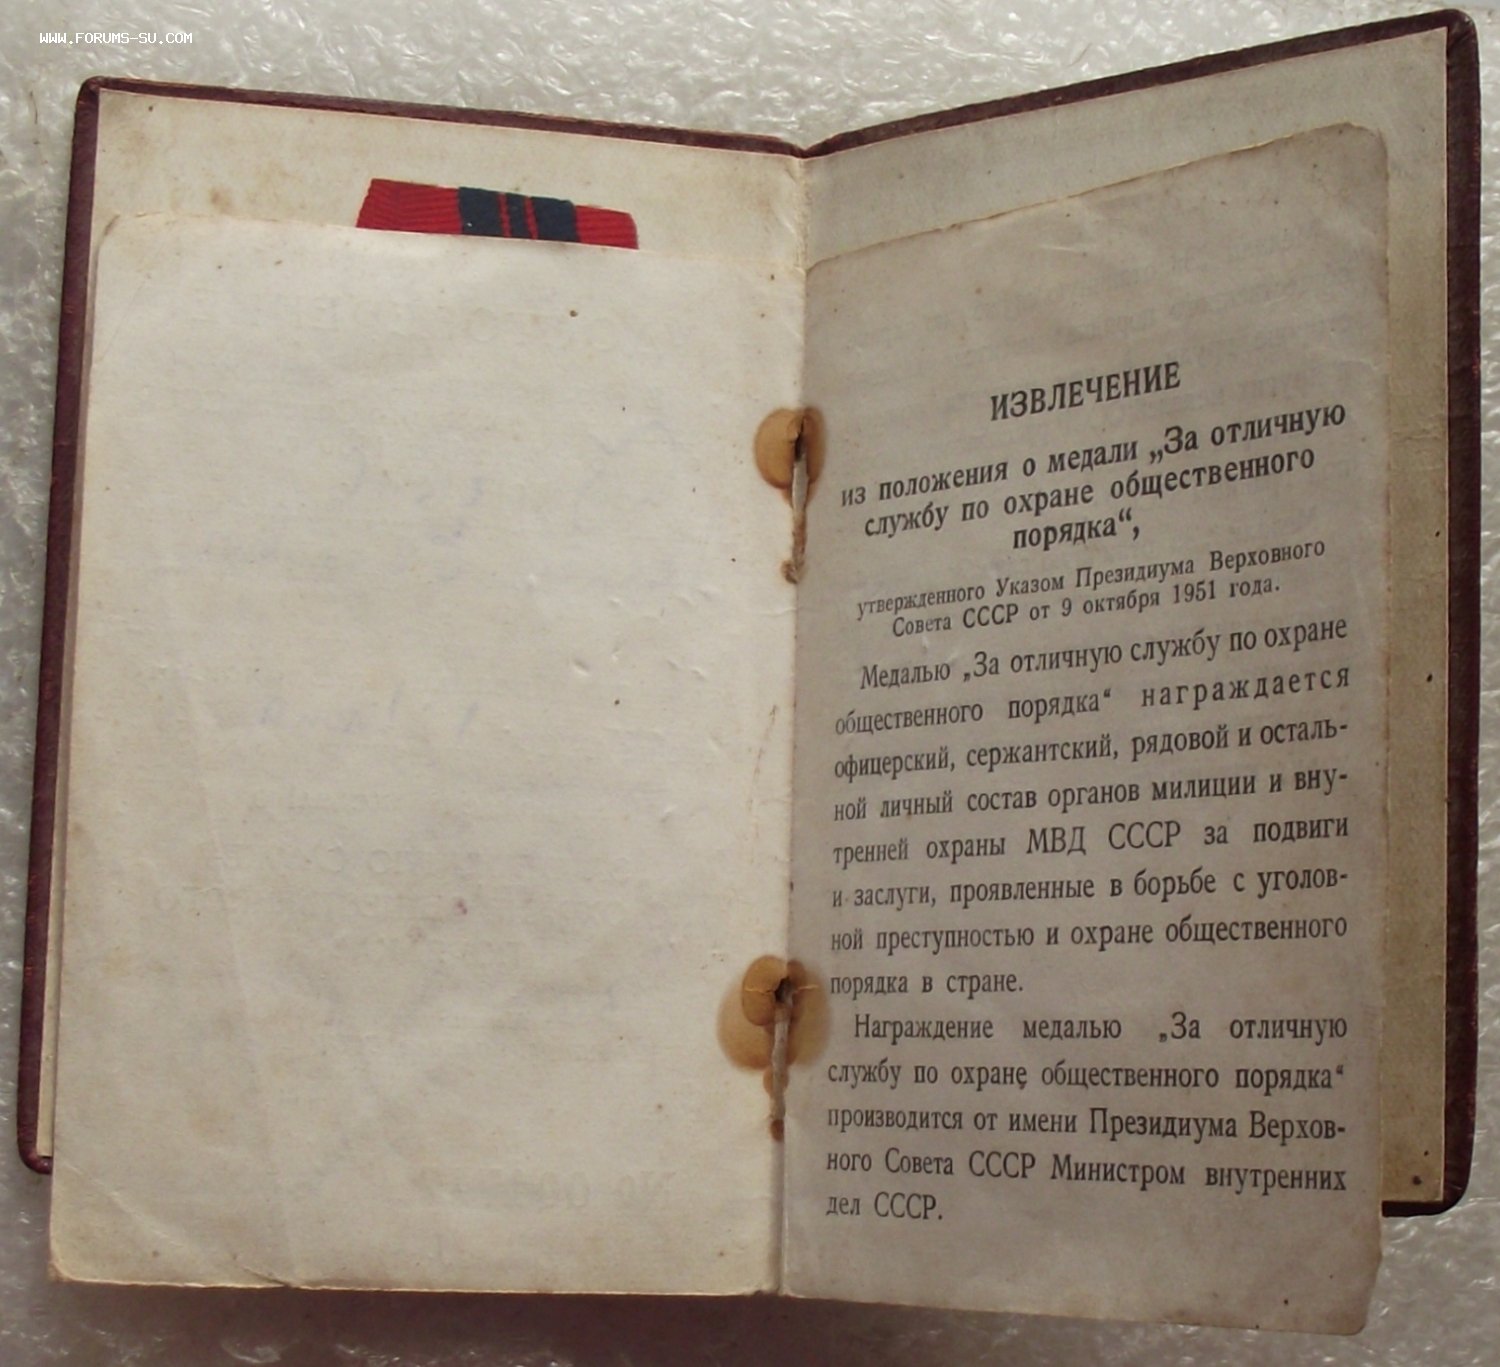 WWW.FORUMS-SU.COM
ИЗВЛЕЧЕНИЕ
из положения о медали „За отличную
службу по охране общественного
порядка“,
утвержденного Указом Президиума Верховного
Совета СССР от 9 октября 1951 года.
Медалью „За отличную службу по охране
общественного порядка“ награждается
офицерский, сержантский, рядовой и осталь-
ной личный состав органов милиции и вну-
тренней охраны МВД СССР за подвиги
и заслуги, проявленные в борьбе с уголов-
ной преступностью и охране общественного
порядка в стране.
Награждение медалью „За отличную
службу по охране общественного порядка“
производится от имени Президиума Верхов-
ного Совета СССР Министром внутренних
дел СССР.